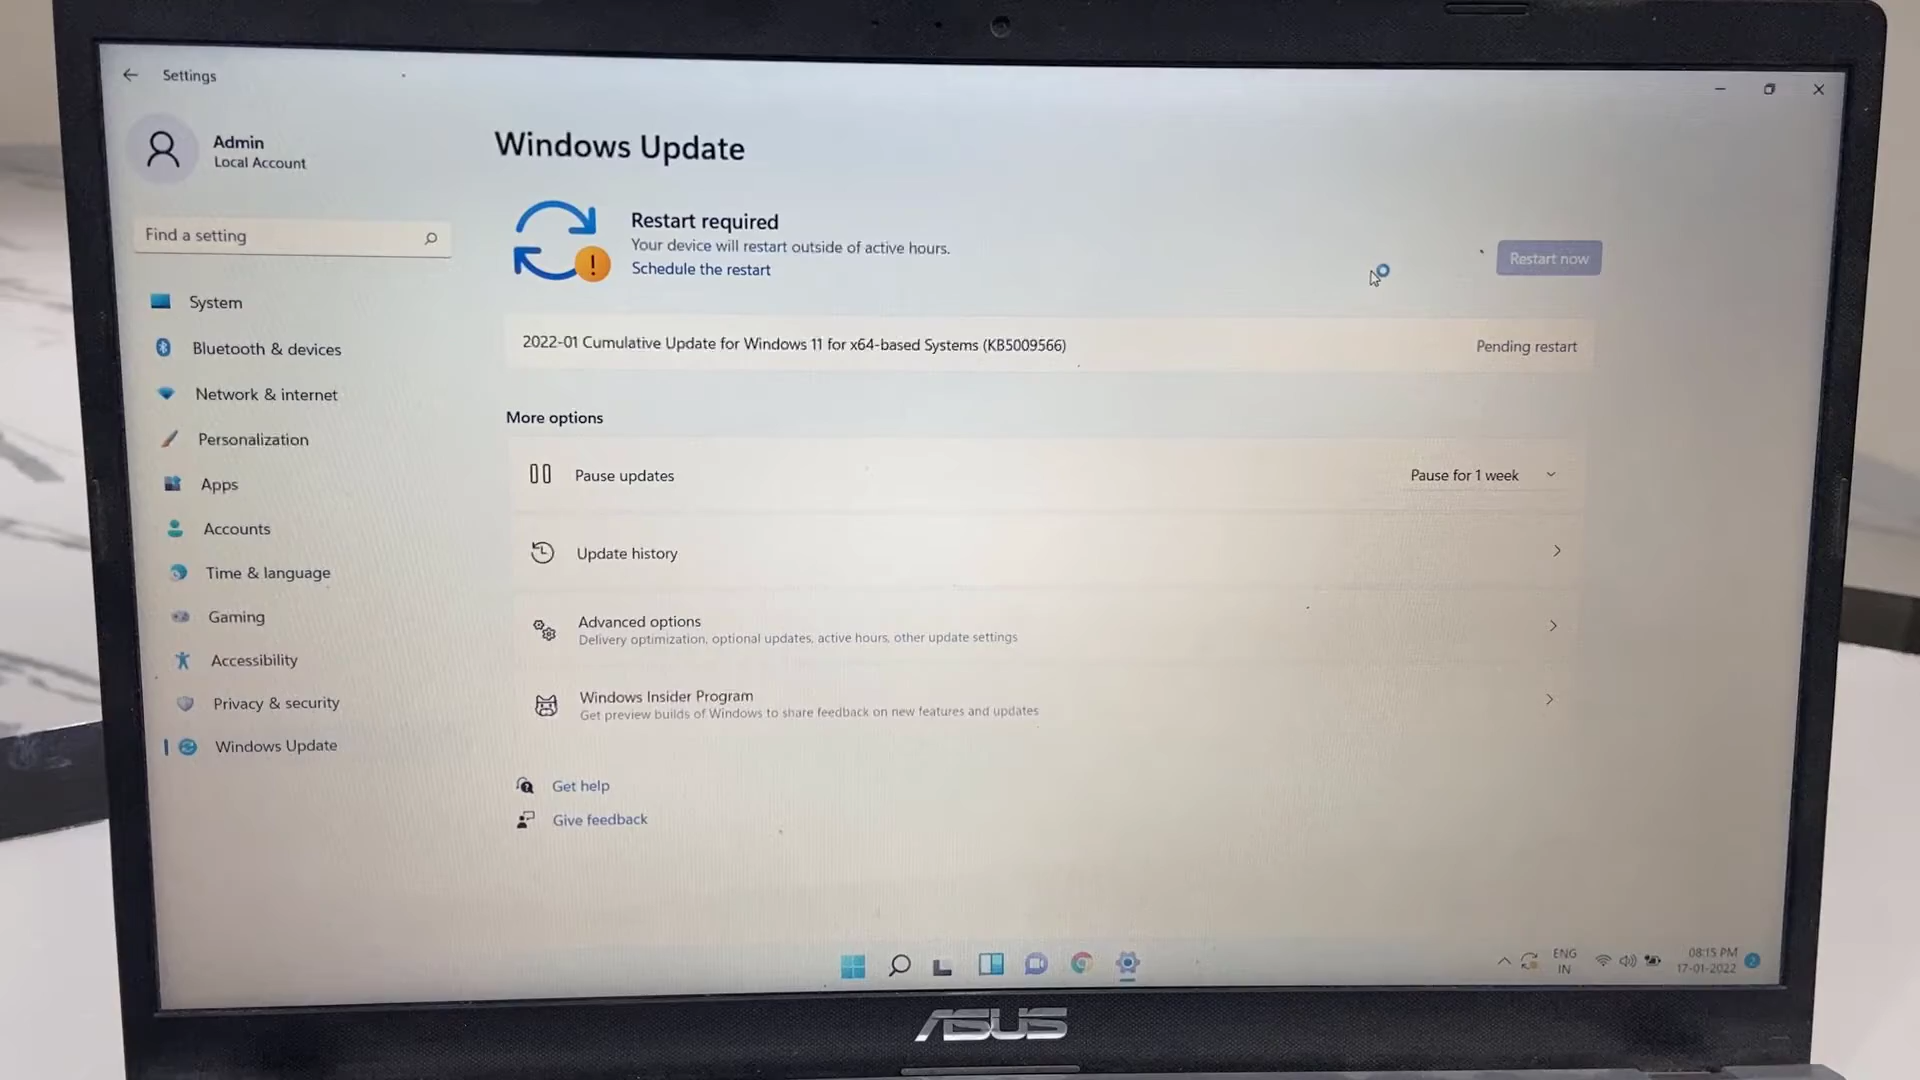 Settings
Admin
Local Account
Find a setting
System
Bluetooth & devices
Network & internet
Personalization
Apps
Accounts
Time & language
Gaming
Accessibility
Privacy & security
Windows Update
Windows Update
Restart required
Your device will restart outside of active hours.
Schedule the restart
Restart now
2022-01 Cumulative Update for Windows 11 for x64-based Systems (KB5009566)
Pending restart
More options
Pause updates
Pause for 1 week
Update history
Advanced options
Delivery optimization, optional updates, active hours, other update settings
Windows Insider Program
Get preview builds of Windows to share feedback on new features and updates
Get help
Give feedback
ENG
IN
08:15 PM
17-01-2022
2
ASUS